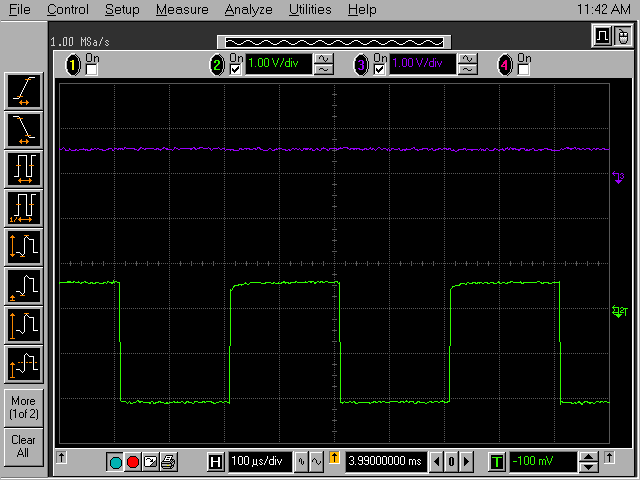 File Control Setup Measure Analyze Utilities Help 11:42 AM
1.00 MSa/s
1 On 2 On 1.00 V/div 3 On 1.00 V/div 4 On
More
(1of 2)
Clear
All
H 100 µs/div 3.99000000 ms 0 T -100 mV